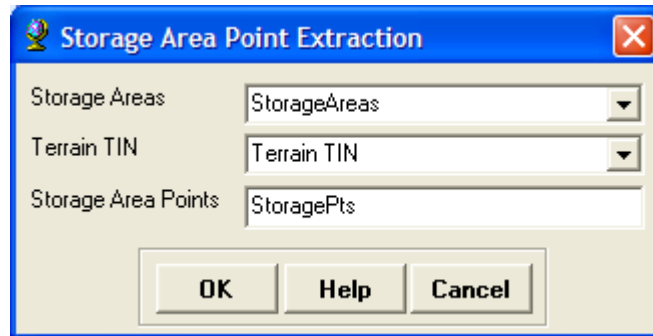 Storage Area Point Extraction
Storage Areas StorageAreas
Terrain TIN Terrain TIN
Storage Area Points StoragePts
OK Help Cancel